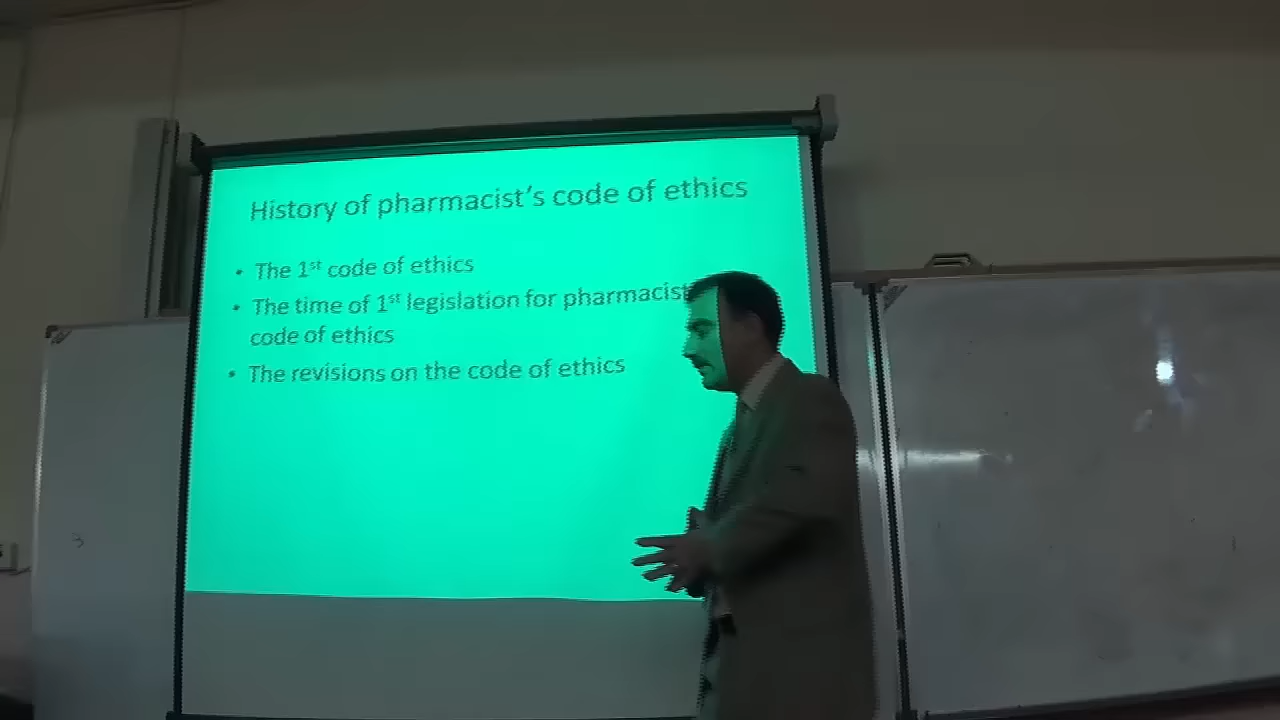 History of pharmacist's code of ethics
• The 1st code of ethics
• The time of 1st legislation for pharmacist
code of ethics
• The revisions on the code of ethics
3